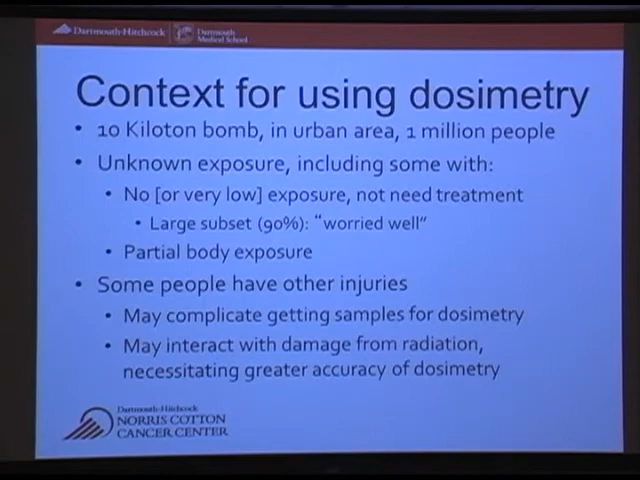 Dartmouth-Hitchcock
Dartmouth
Medical School
Context for using dosimetry
• 10 Kiloton bomb, in urban area, 1 million people
• Unknown exposure, including some with:
• No [or very low] exposure, not need treatment
• Large subset (90%): “worried well”
• Partial body exposure
• Some people have other injuries
• May complicate getting samples for dosimetry
• May interact with damage from radiation,
necessitating greater accuracy of dosimetry
Dartmouth-Hitchcock
NORRIS COTTON
CANCER CENTER